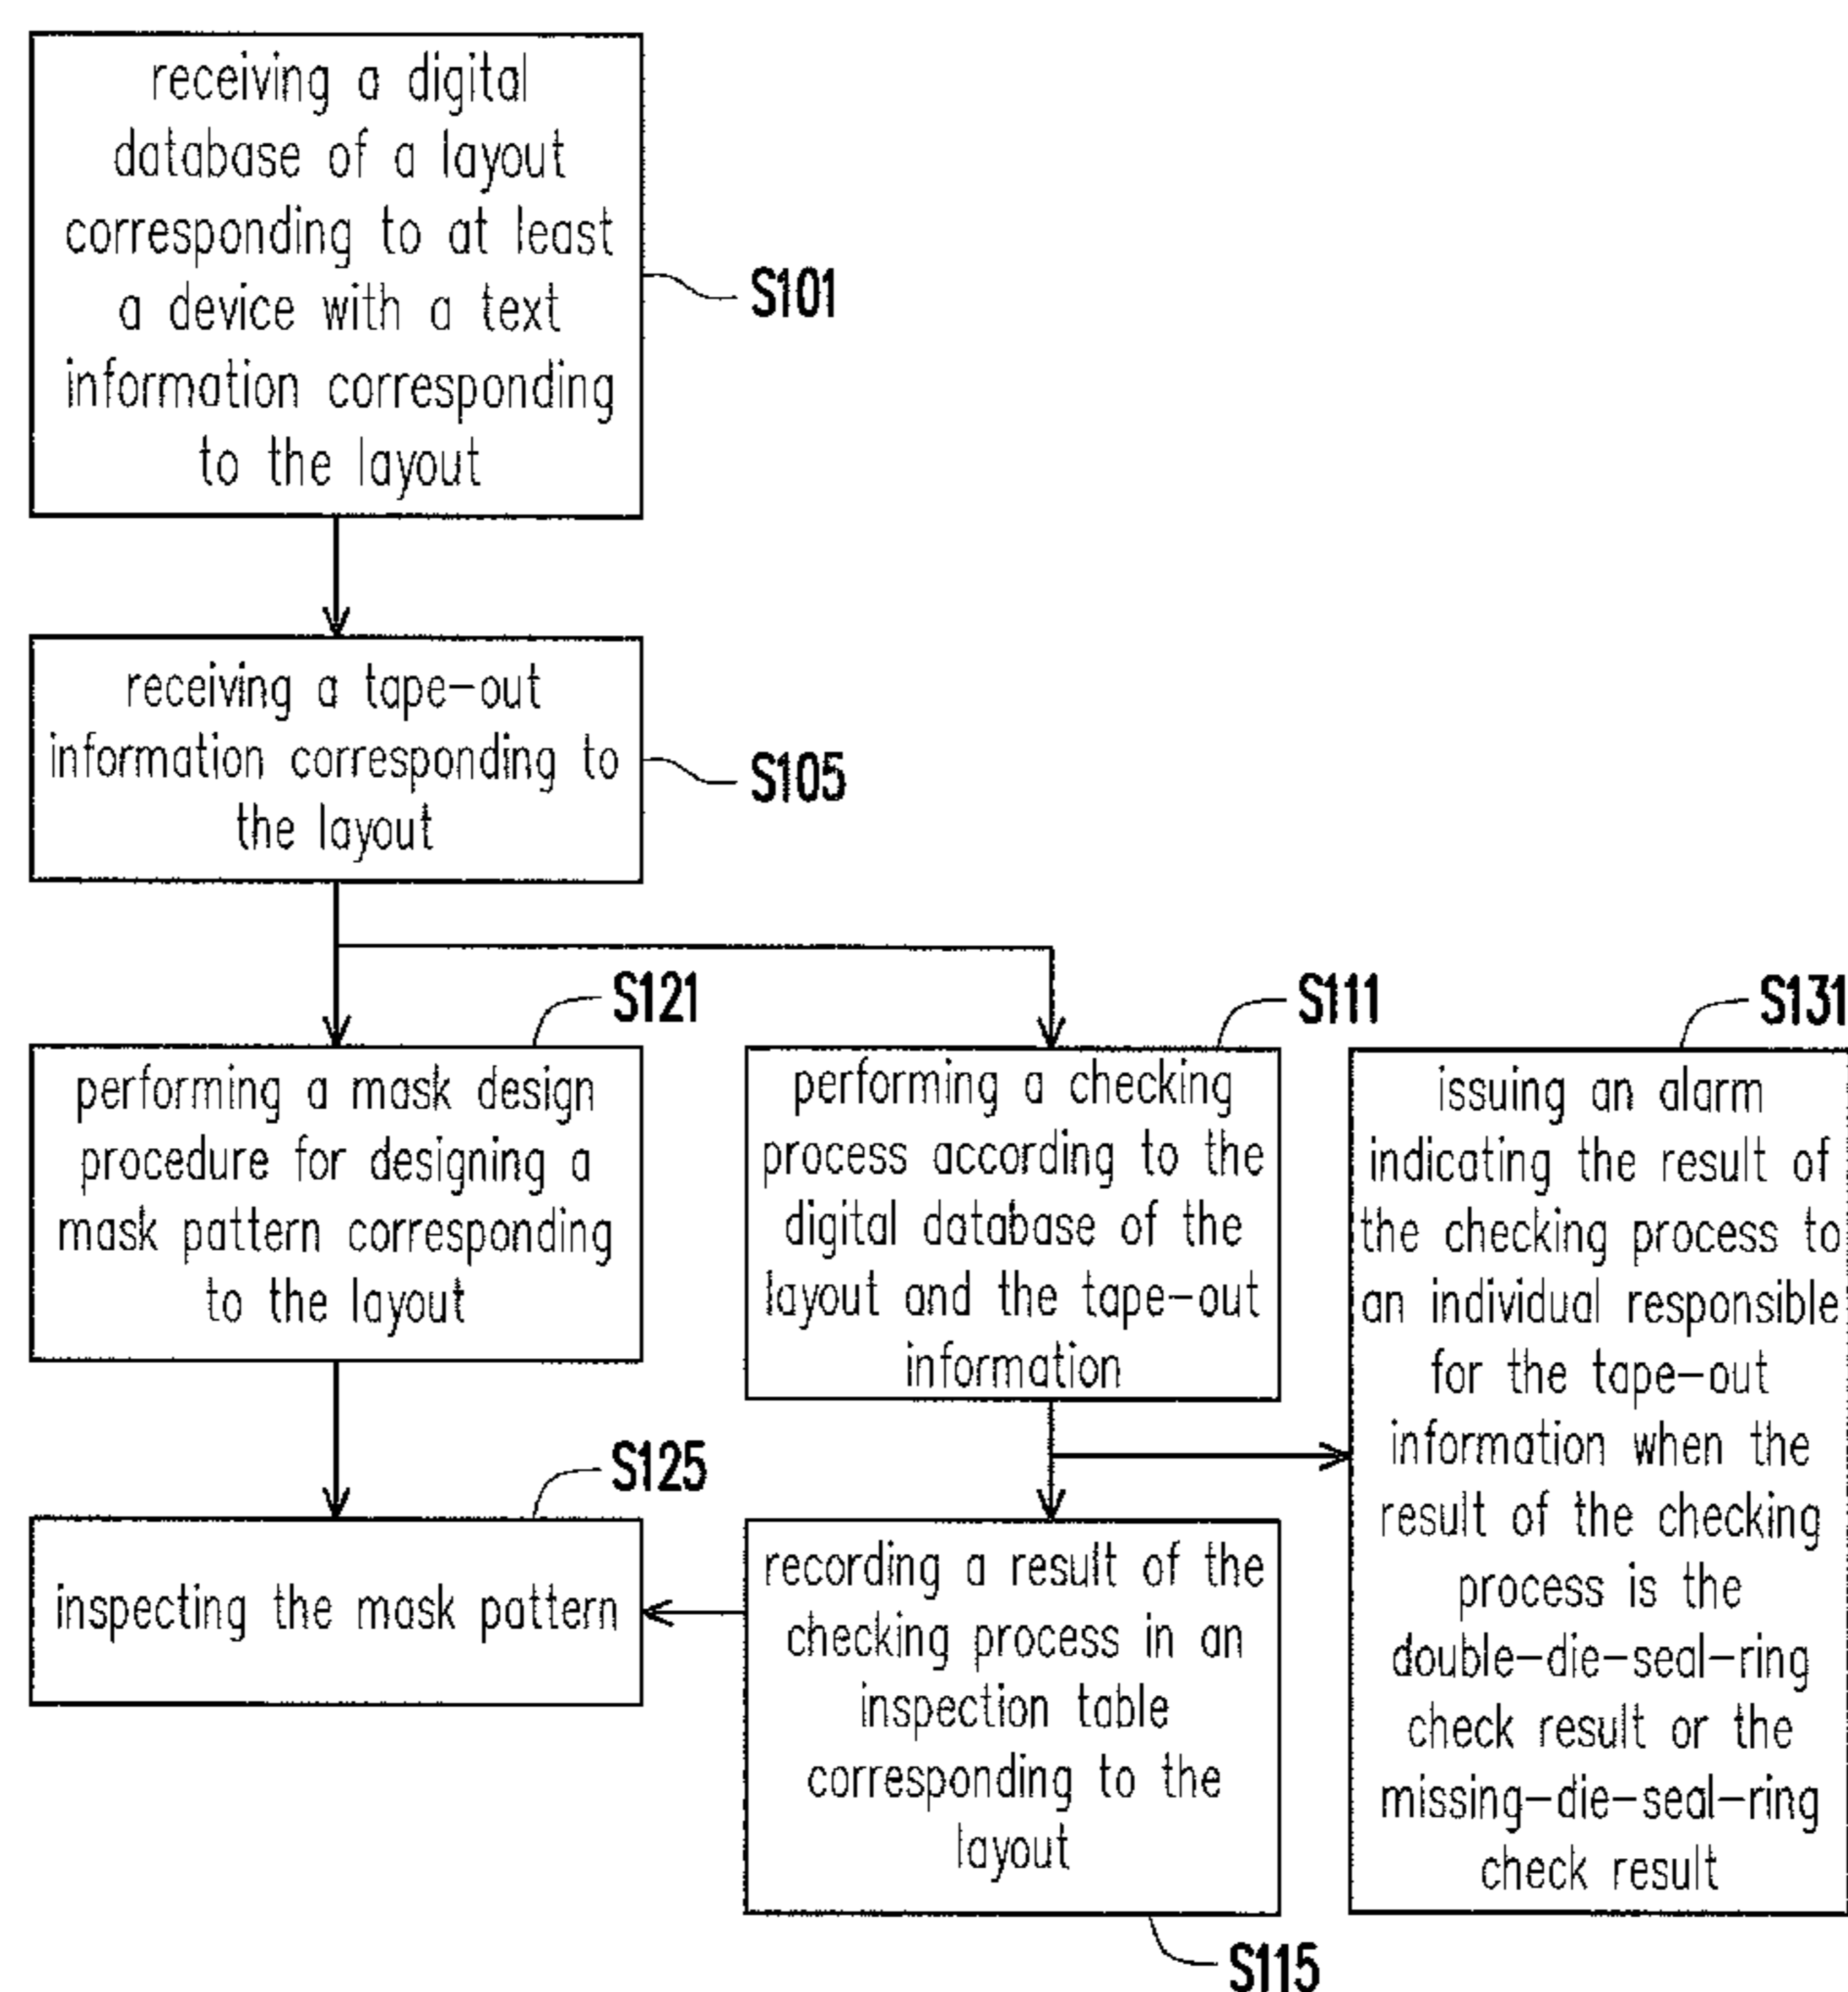 receiving a digital
database of a layout
corresponding to at least
a device with a text
information corresponding
to the layout
S101
receiving a tape-out
information corresponding to
the layout
S105
S121
performing a mask design
procedure for designing a
mask pattern corresponding
to the layout
S111
performing a checking
process according to the
digital database of the
layout and the tape-out
information
S131
issuing an alarm
indicating the result of
the checking process to
an individual responsible
for the tape-out
information when the
result of the checking
process is the
double-die-seal-ring
check result or the
missing-die-seal-ring
check result
S125
inspecting the mask pattern
recording a result of the
checking process in an
inspection table
corresponding to the
layout
S115